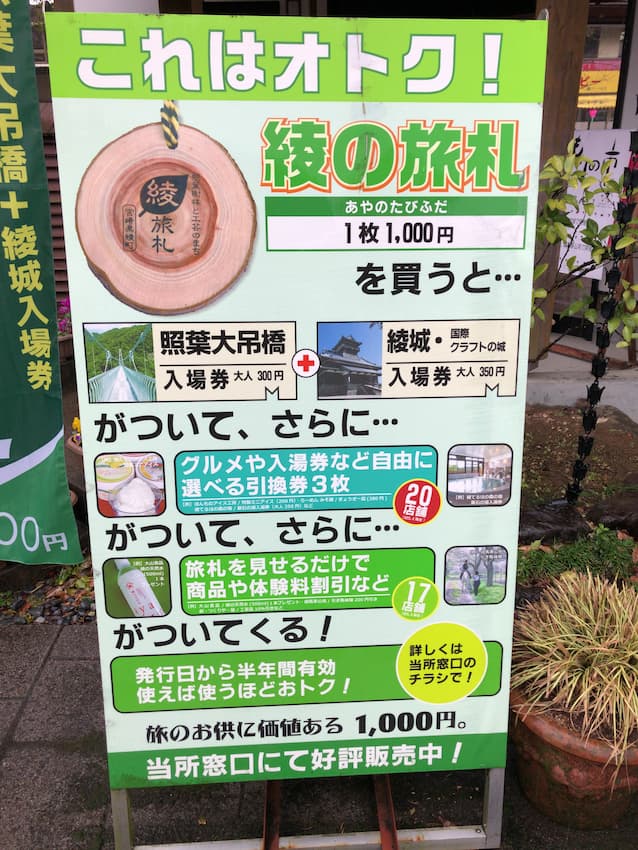 これはオトク！
綾の旅札
あやのたびふだ
1枚1,000円
を買うと…
綾
旅札
宮崎県綾町
照葉大吊橋
入場券 大人 300円
綾城・国際クラフトの城
入場券 大人 350円
がついて、さらに…
グルメや入湯券など自由に
選べる引換券3枚
20店舗
がついて、さらに…
旅札を見せるだけで
商品や体験料割引など
17店舗
がついてくる！
発行日から半年間有効
使えば使うほどおトク！
詳しくは
当所窓口の
チラシで！
旅のお供に価値ある 1,000円。
当所窓口にて好評販売中！
葉大吊橋＋綾城入場券
00円